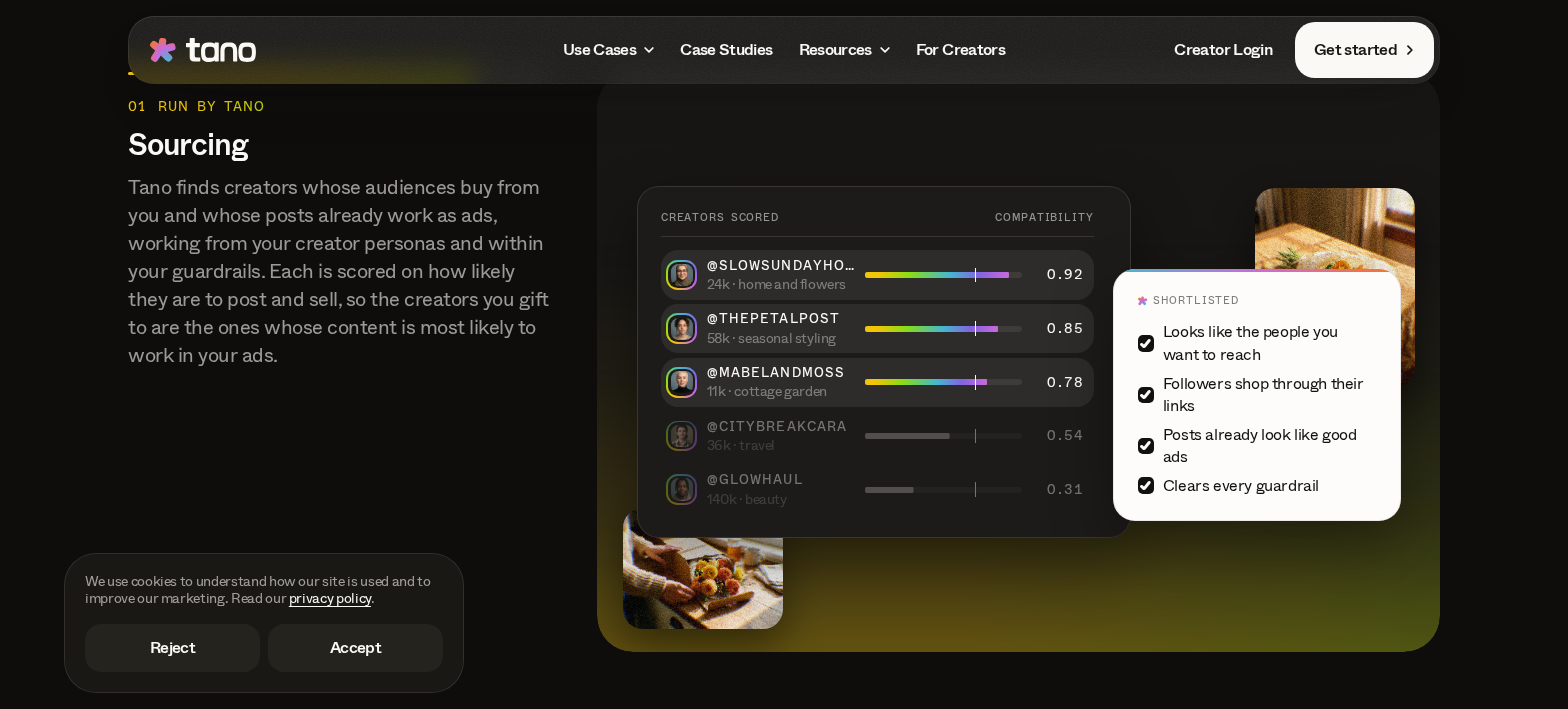 tano
Use Cases
Case Studies
Resources
For Creators
Creator Login
Get started
01 RUN BY TANO
Sourcing
Tano finds creators whose audiences buy from
you and whose posts already work as ads,
working from your creator personas and within
your guardrails. Each is scored on how likely
they are to post and sell, so the creators you gift
to are the ones whose content is most likely to
work in your ads.
CREATORS SCORED
COMPATIBILITY
@SLOWSUNDAYHO…
24k · home and flowers
0.92
@THEPETALPOST
58k · seasonal styling
0.85
@MABELANDMOSS
11k · cottage garden
0.78
@CITYBREAKCARA
36k · travel
0.54
@GLOWHAUL
140k · beauty
0.31
SHORTLISTED
Looks like the people you
want to reach
Followers shop through their
links
Posts already look like good
ads
Clears every guardrail
We use cookies to understand how our site is used and to
improve our marketing. Read our privacy policy.
Reject
Accept